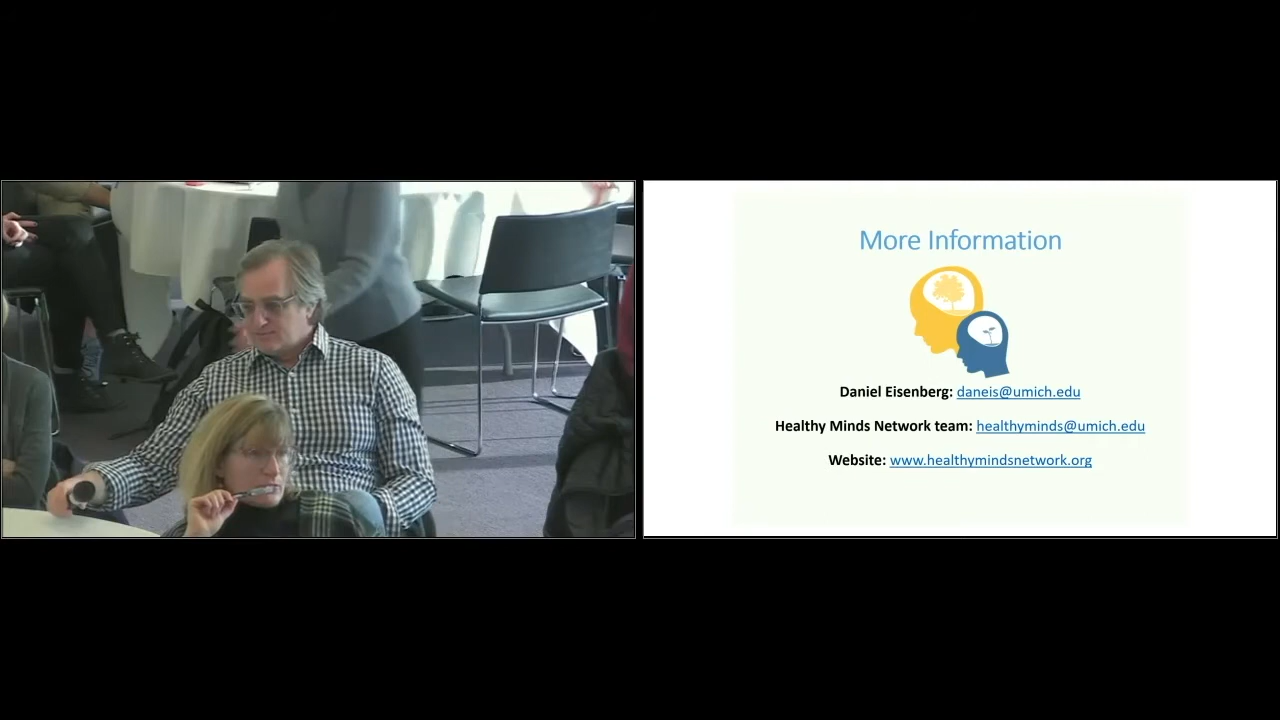 More Information
Daniel Eisenberg: daneis@umich.edu
Healthy Minds Network team: healthyminds@umich.edu
Website: www.healthymindsnetwork.org